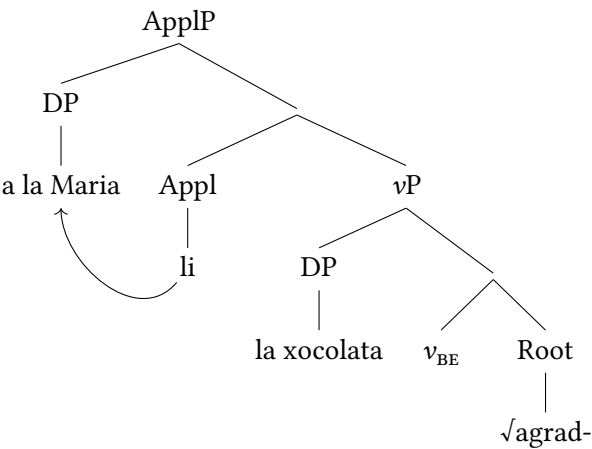 ApplP
DP
a la Maria Appl vP
li DP
la xocolata vBE Root
√agrad-